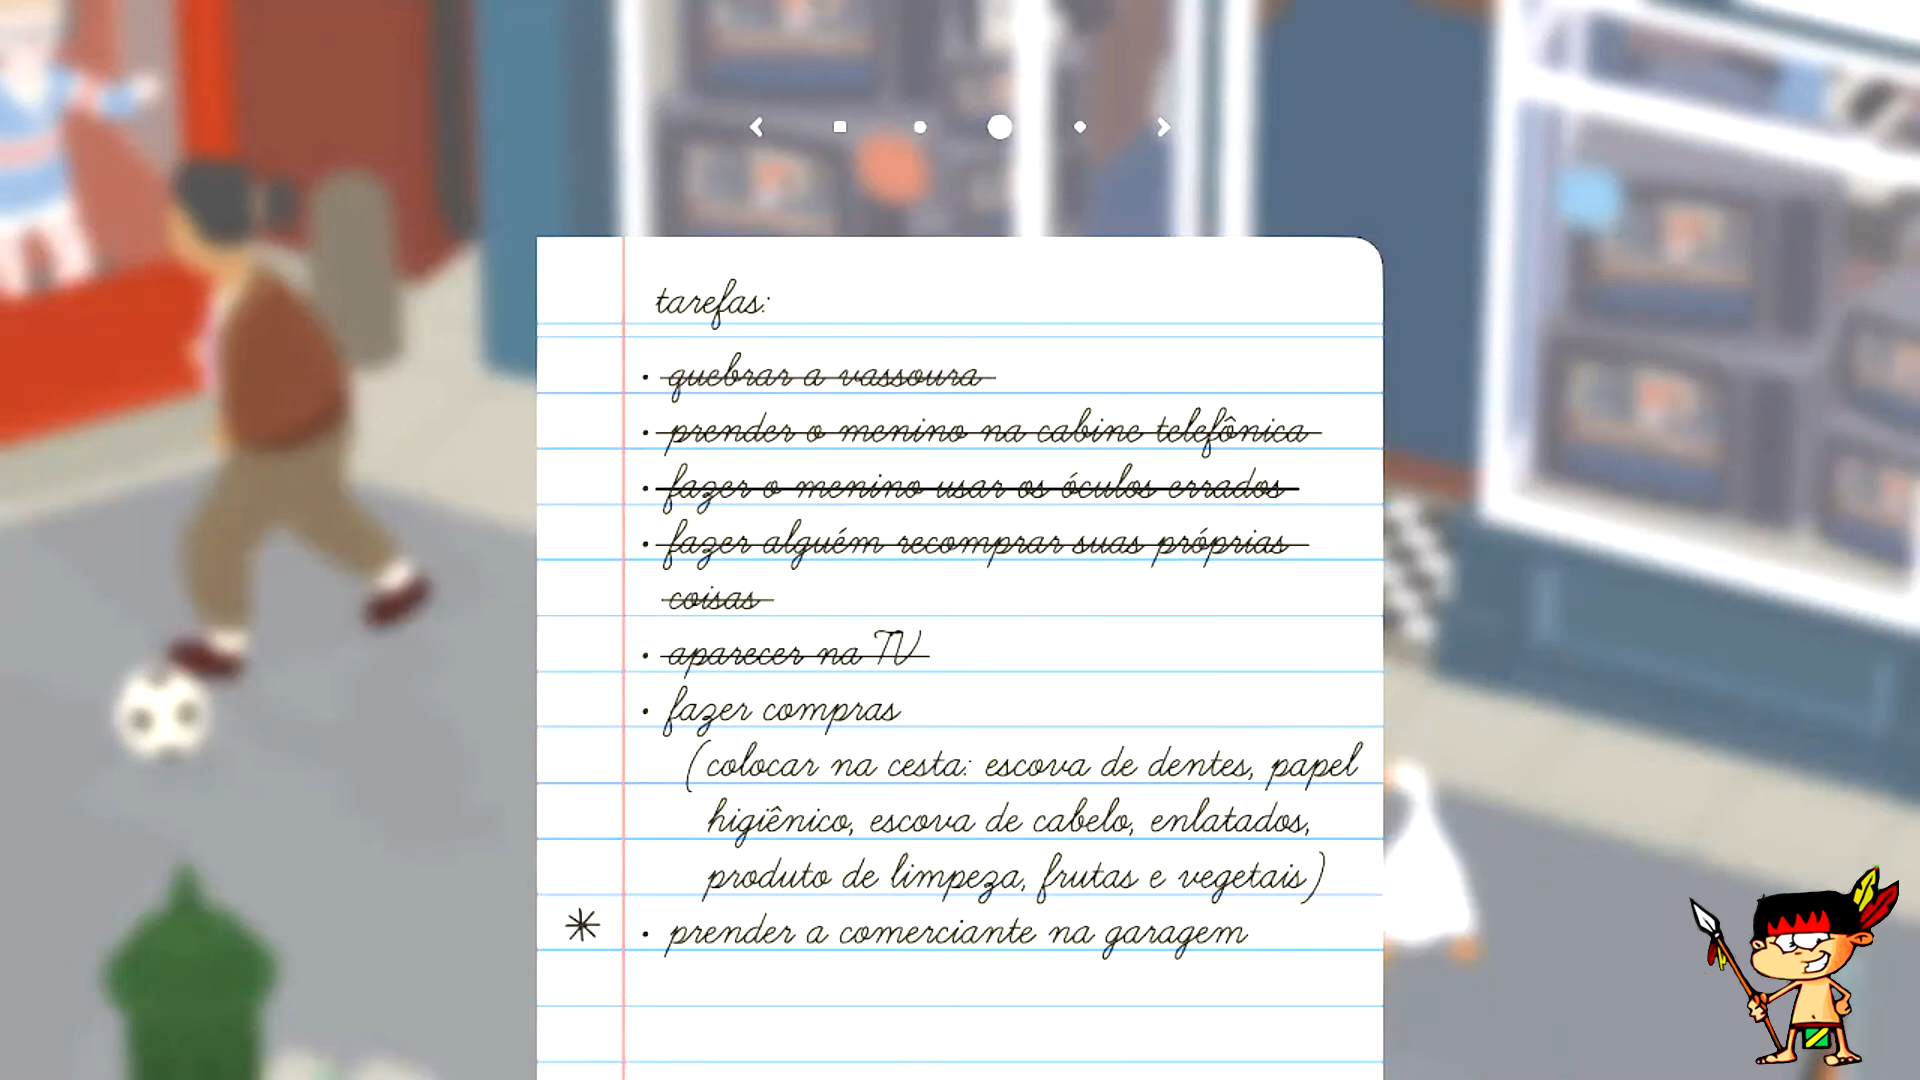 tarefas:
• quebrar a vassoura
• prender o menino na cabine telefônica
• fazer o menino usar os óculos errados
• fazer alguém recomprar suas próprias
coisas
• aparecer na TV
• fazer compras
(colocar na cesta: escova de dentes, papel
higiênico, escova de cabelo, enlatados,
produto de limpeza, frutas e vegetais)
• prender a comerciante na garagem